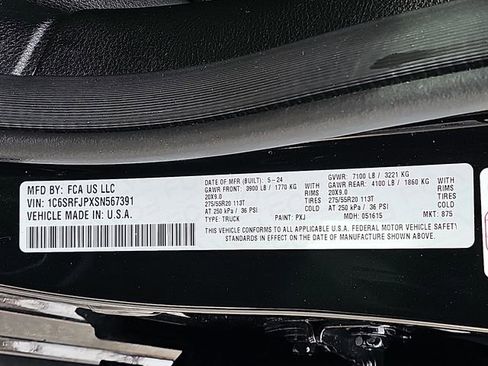 MFD BY: FCA US LLC
VIN: 1C6SRFJPXSN567391
VEHICLE MADE IN: U.S.A.
DATE OF MFR (BUILT): 5-24 GVWR: 7100 LB / 3221 KG
GAWR FRONT: 3900 LB / 1770 KG GAWR REAR: 4100 LB / 1860 KG
20X9.0 RIMS 20X9.0 RIMS
275/55R20 113T TIRES 275/55R20 113T TIRES
AT 250 kPa / 36 PSI COLD AT 250 kPa / 36 PSI COLD
TYPE: TRUCK PAINT: PXJ MDH: 051615 MKT: 875
THIS VEHICLE CONFORMS TO ALL APPLICABLE U.S.A. FEDERAL MOTOR VEHICLE SAFETY
STANDARDS IN EFFECT ON THE DATE OF MANUFACTURE SHOWN ABOVE.